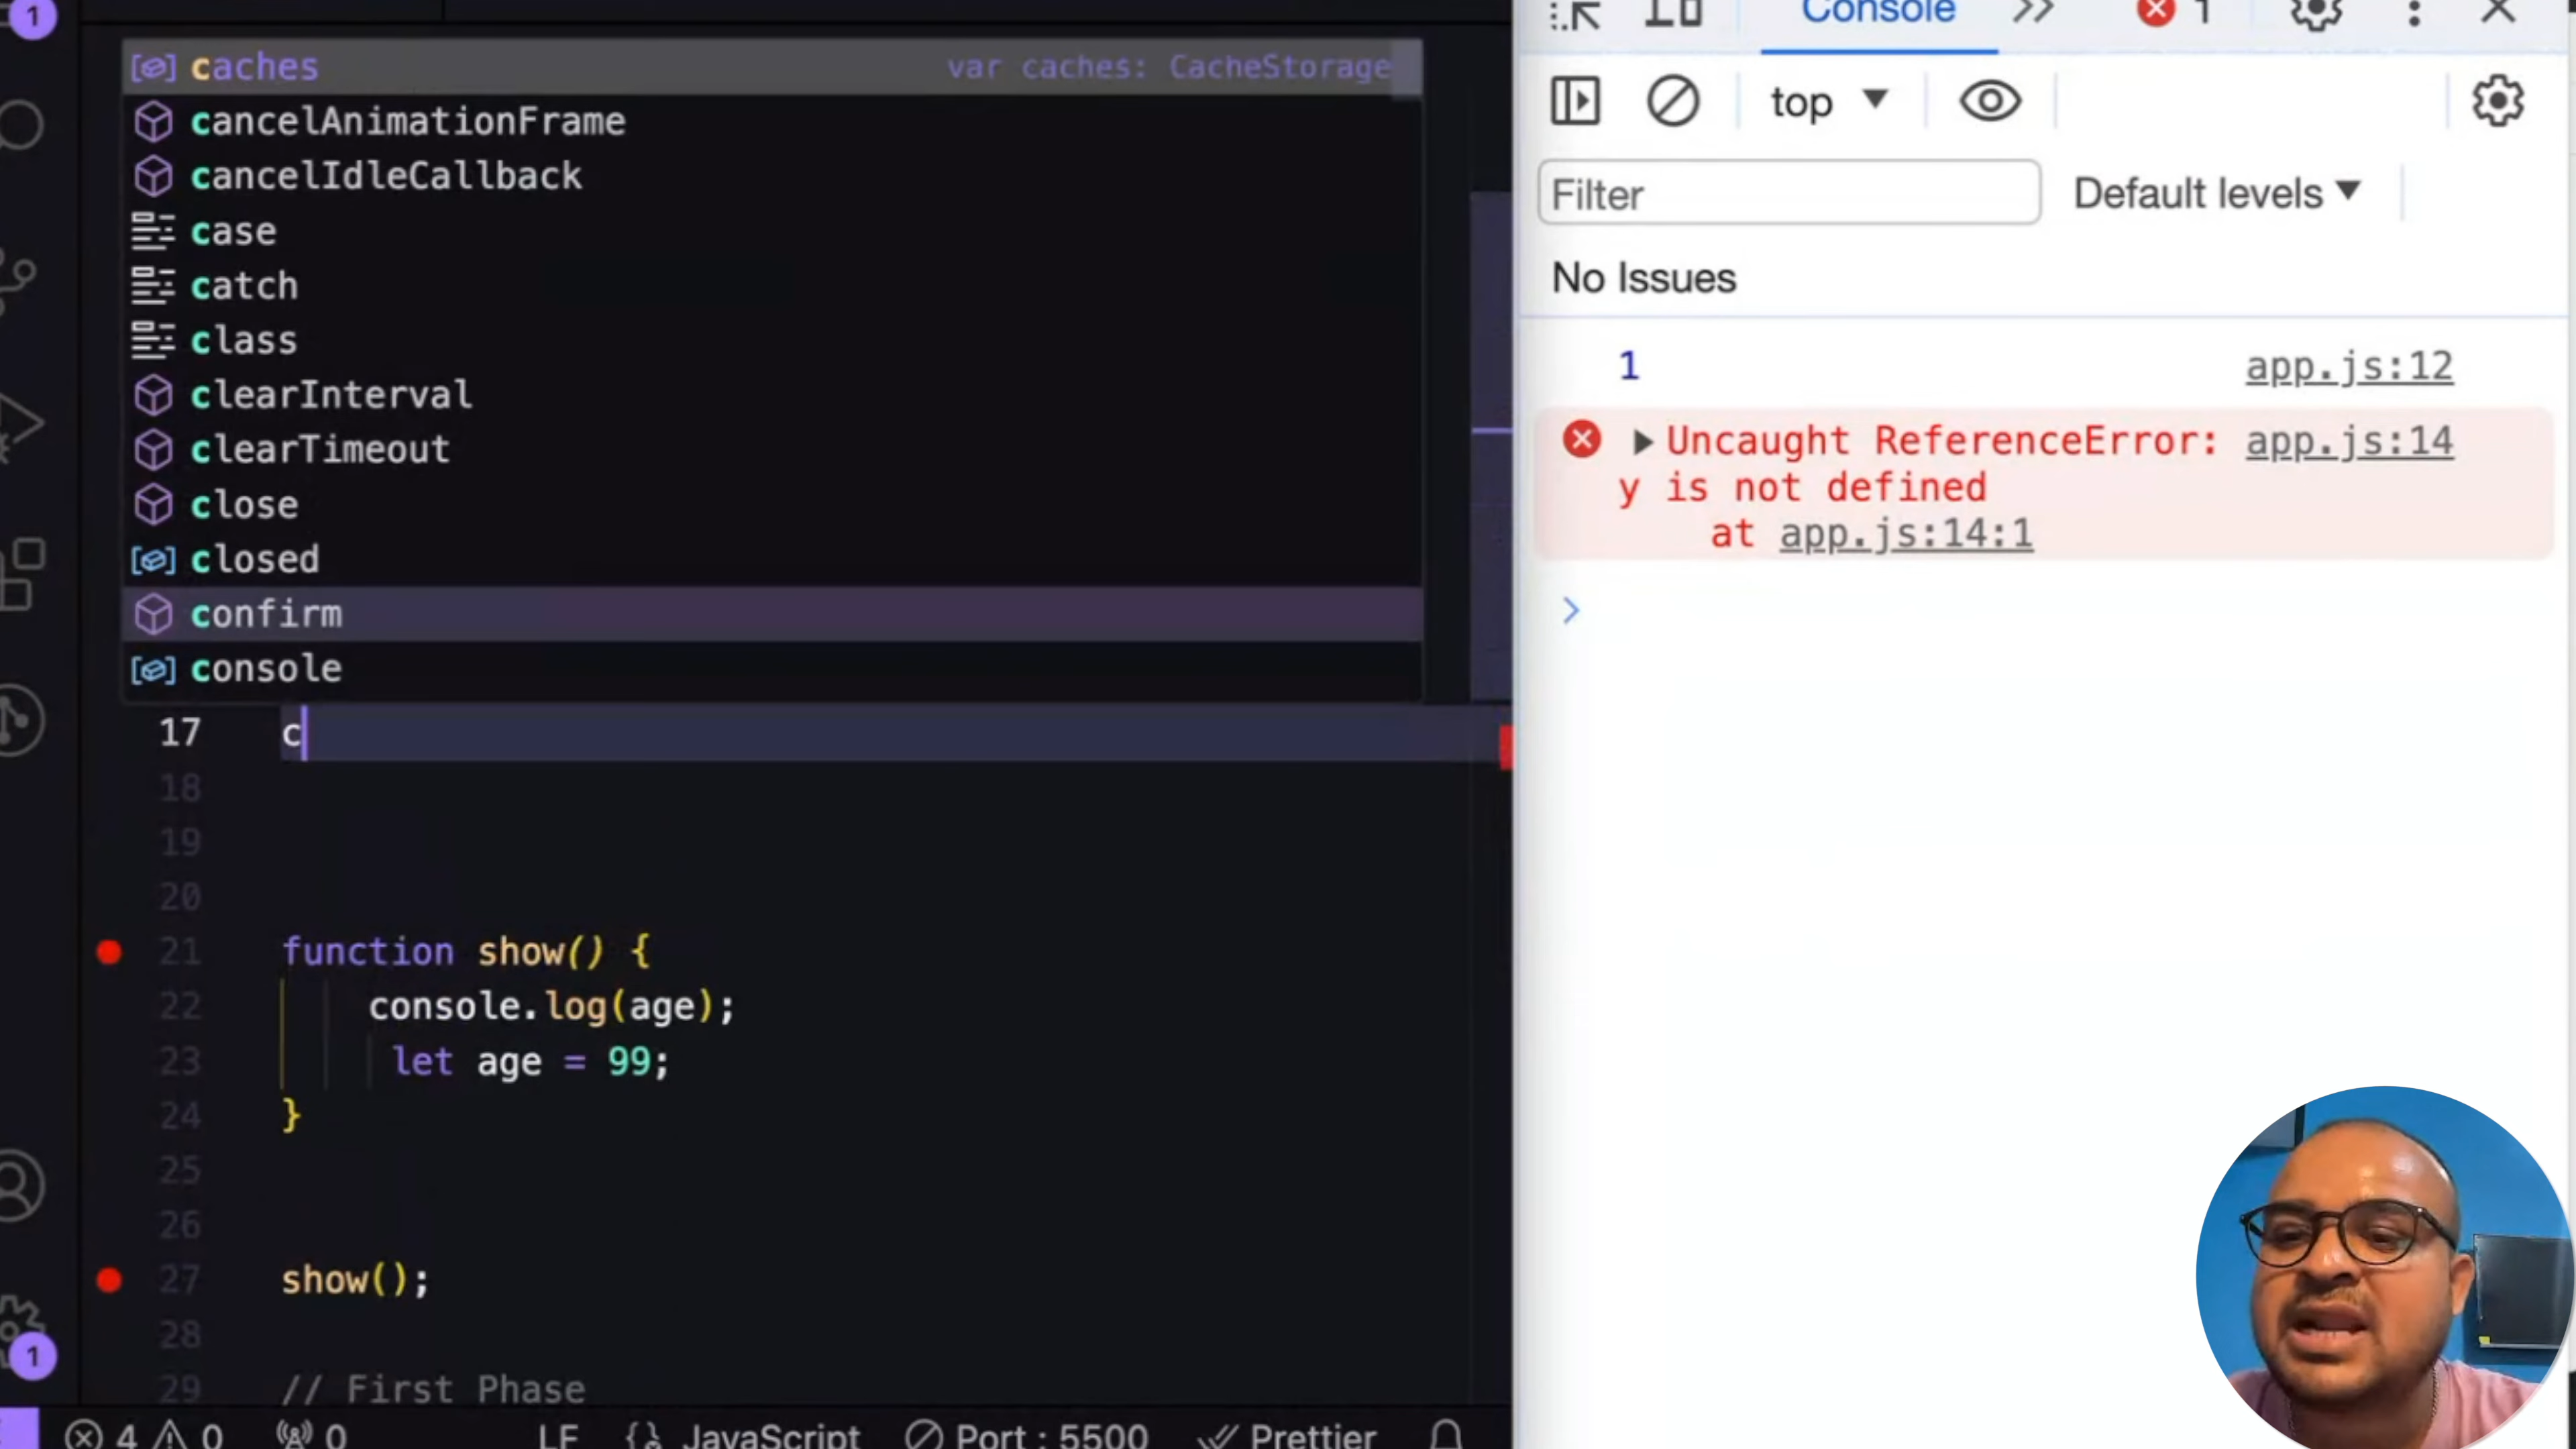 1
caches var caches: CacheStorage
cancelAnimationFrame
cancelIdleCallback
case
catch
class
clearInterval
clearTimeout
close
closed
confirm
console
17 c
18
19
20
21 function show() {
22 console.log(age);
23 let age = 99;
24 }
25
26
27 show();
28
29 // First Phase
1
4 0 0 LF JavaScript Port : 5500 Prettier
Console 1
top
Filter Default levels
No Issues
1 app.js:12
Uncaught ReferenceError: app.js:14
y is not defined
at app.js:14:1